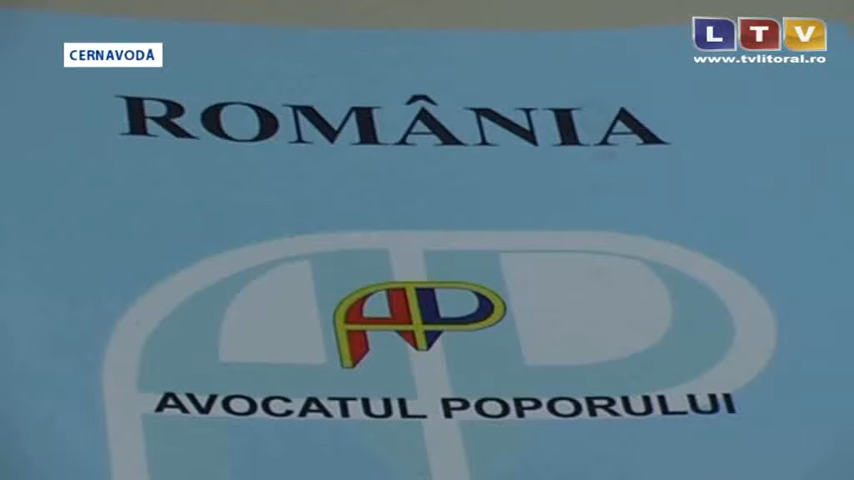 CERNAVODĂ
LTV
www.tvlitoral.ro
ROMÂNIA
AP
AVOCATUL POPORULUI